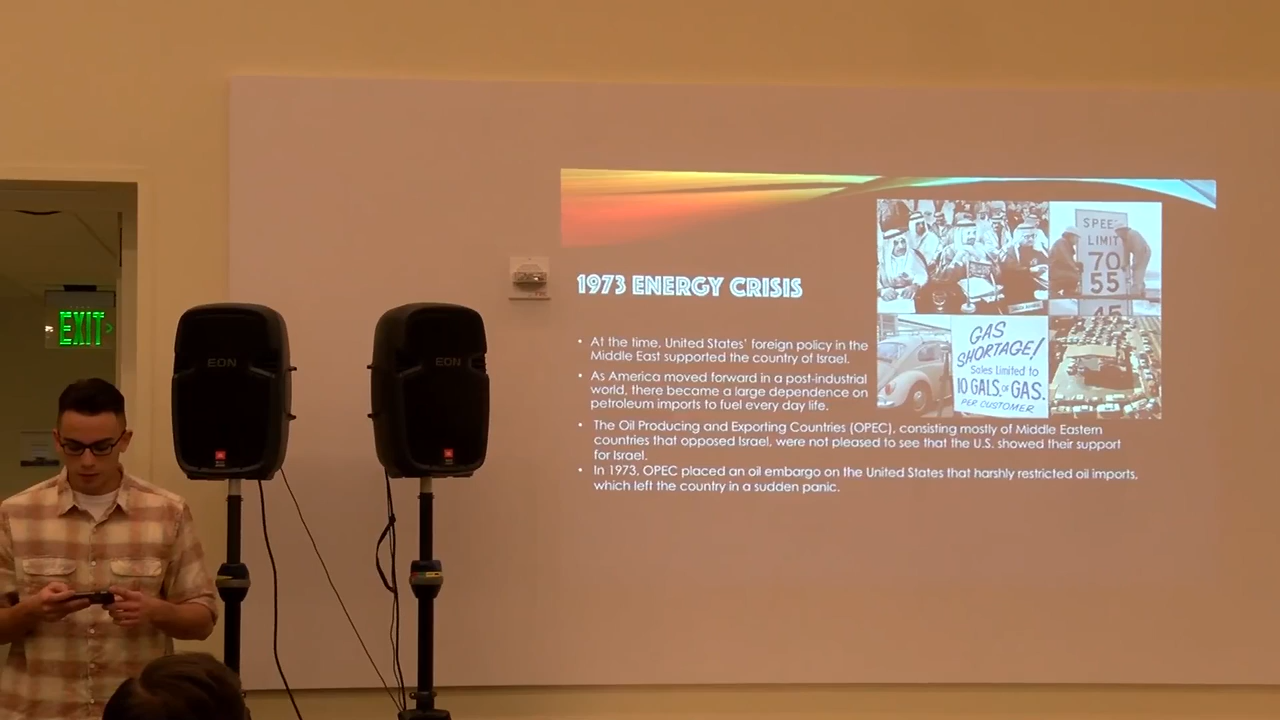 EXIT
EON
EON
JBL
JBL
1973 ENERGY CRISIS
• At the time, United States' foreign policy in the
Middle East supported the country of Israel.
• As America moved forward in a post-industrial
world, there became a large dependence on
petroleum imports to fuel every day life.
• The Oil Producing and Exporting Countries (OPEC), consisting mostly of Middle Eastern
countries that opposed Israel, were not pleased to see that the U.S. showed their support
for Israel.
• In 1973, OPEC placed an oil embargo on the United States that harshly restricted oil imports,
which left the country in a sudden panic.
SPEE
LIMIT
70
55
45
GAS
SHORTAGE!
Sales Limited to
10 GALS. OF GAS.
PER CUSTOMER